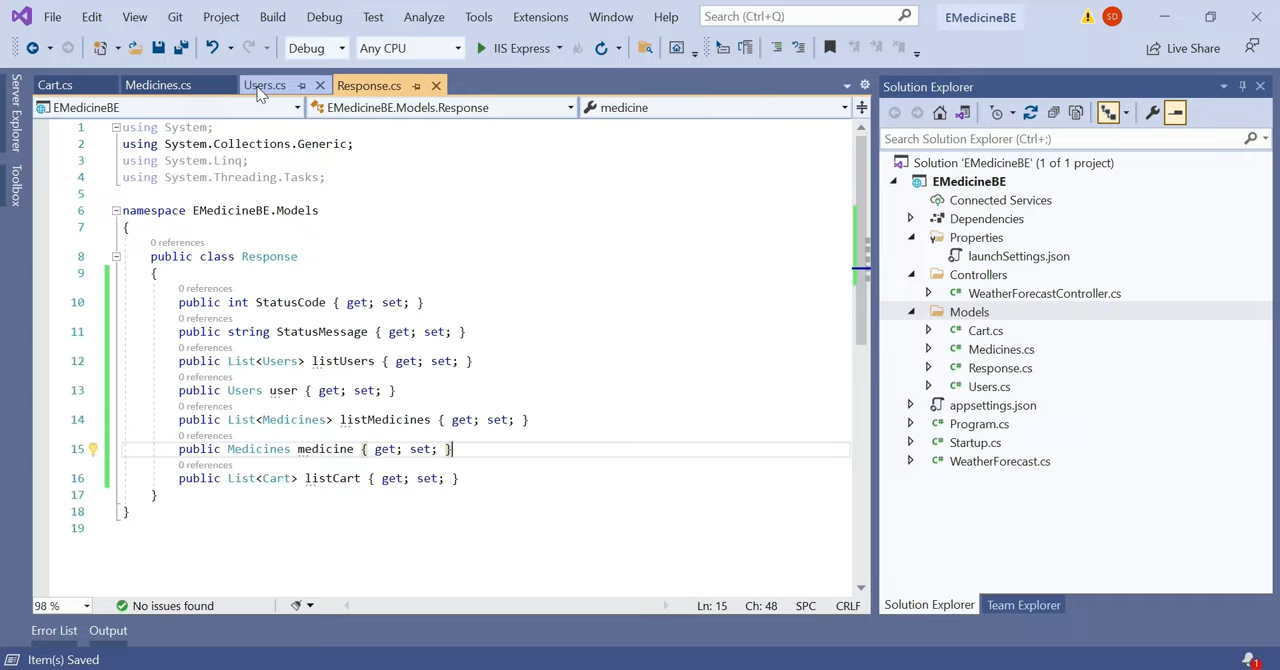 File Edit View Git Project Build Debug Test Analyze Tools Extensions Window Help Search (Ctrl+Q) EMedicineBE SD
Debug Any CPU IIS Express Live Share
Server Explorer
Toolbox
Cart.cs Medicines.cs Users.cs Response.cs
EMedicineBE EMedicineBE.Models.Response medicine
1 using System;
2 using System.Collections.Generic;
3 using System.Linq;
4 using System.Threading.Tasks;
5
6 namespace EMedicineBE.Models
7 {
0 references
8 public class Response
9 {
0 references
10 public int StatusCode { get; set; }
0 references
11 public string StatusMessage { get; set; }
0 references
12 public List<Users> listUsers { get; set; }
0 references
13 public Users user { get; set; }
0 references
14 public List<Medicines> listMedicines { get; set; }
0 references
15 public Medicines medicine { get; set; }
0 references
16 public List<Cart> listCart { get; set; }
17 }
18 }
19
98 % No issues found Ln: 15 Ch: 48 SPC CRLF
Solution Explorer
Search Solution Explorer (Ctrl+;)
Solution 'EMedicineBE' (1 of 1 project)
EMedicineBE
Connected Services
Dependencies
Properties
launchSettings.json
Controllers
WeatherForecastController.cs
Models
Cart.cs
Medicines.cs
Response.cs
Users.cs
appsettings.json
Program.cs
Startup.cs
WeatherForecast.cs
Solution Explorer Team Explorer
Error List Output
Item(s) Saved 1